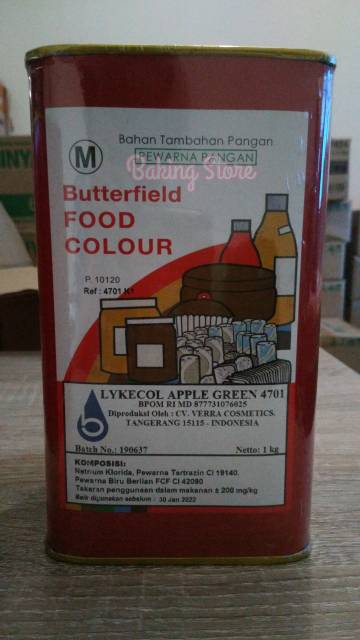 M
Bahan Tambahan Pangan
PEWARNA PANGAN
Baking Store
Butterfield
FOOD
COLOUR
P. 10120
Ref : 4701 K1
LYKECOL APPLE GREEN 4701
BPOM RI MD 877731076025
Diproduksi Oleh : CV. VERRA COSMETICS.
TANGERANG 15115 - INDONESIA
Batch No.: 190637 Netto: 1 kg
KOMPOSISI:
Natrium Klorida, Pewarna Tartrazin CI 19140.
Pewarna Biru Berlian FCF CI 42090
Takaran penggunaan dalam makanan ± 200 mg/kg
Baik digunakan sebelum : 30 Jan 2022